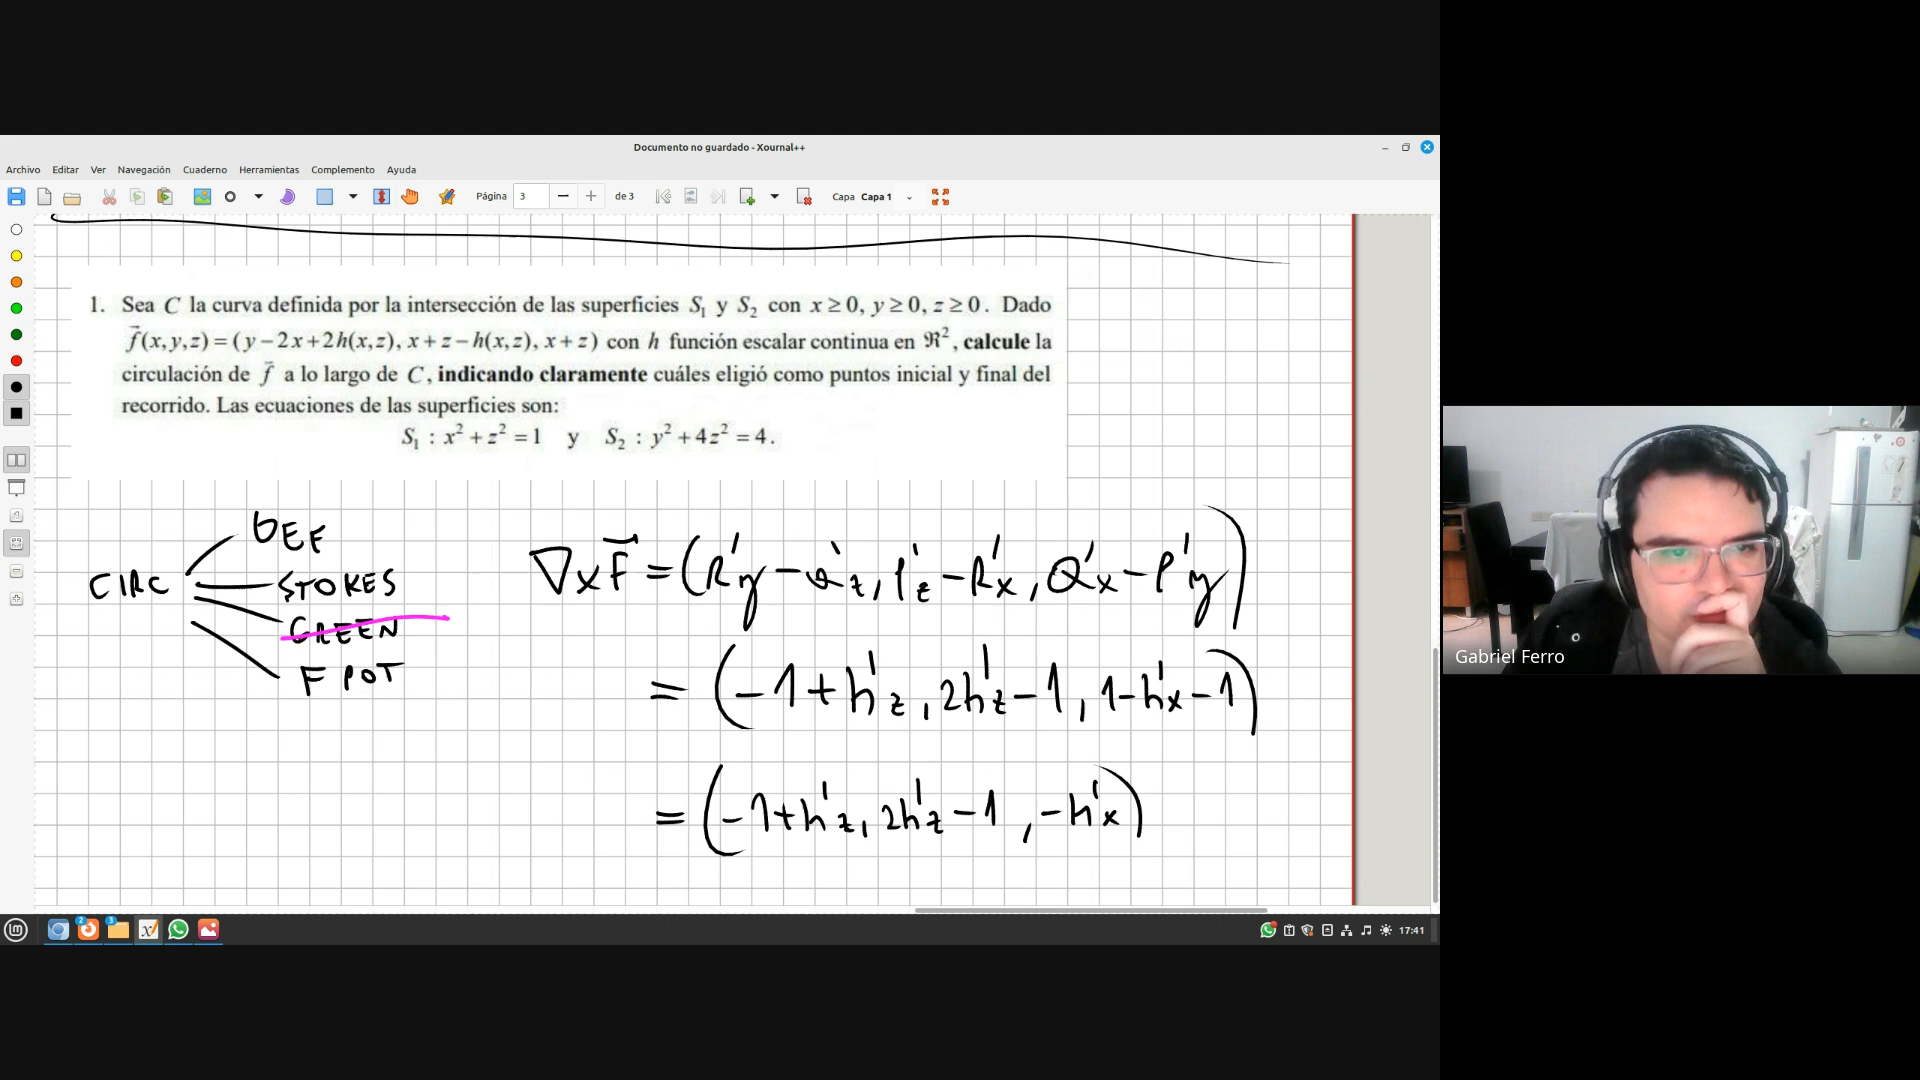 Documento no guardado - Xournal++
Archivo Editar Ver Navegación Cuaderno Herramientas Complemento Ayuda
Página 3 de 3 Capa Capa 1
1. Sea C la curva definida por la intersección de las superficies S₁ y S₂ con x ≥ 0, y ≥ 0, z ≥ 0. Dado
f⃗(x,y,z) = (y − 2x + 2h(x,z), x + z − h(x,z), x + z) con h función escalar continua en ℜ², calcule la
circulación de f⃗ a lo largo de C, indicando claramente cuáles eligió como puntos inicial y final del
recorrido. Las ecuaciones de las superficies son:
S₁ : x² + z² = 1 y S₂ : y² + 4z² = 4.
CIRC
DEF
STOKES
GREEN
F POT
∇×F⃗ = (R'y − Q'z, P'z − R'x, Q'x − P'y)
= (−1+h'z, 2h'z−1, 1−h'x−1)
= (−1+h'z, 2h'z−1, −h'x)
Gabriel Ferro
2 3
17:41